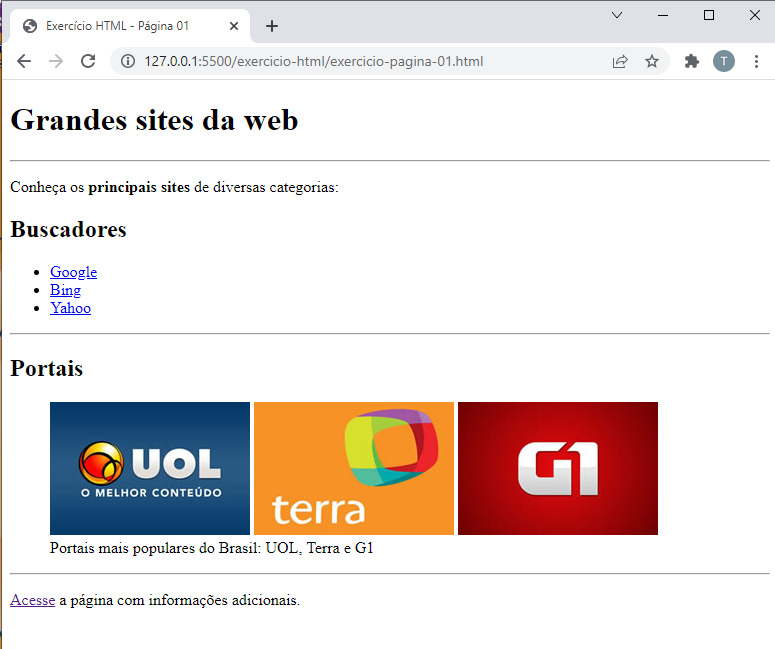 Exercício HTML - Página 01
127.0.0.1:5500/exercicio-html/exercicio-pagina-01.html
T
Grandes sites da web
Conheça os principais sites de diversas categorias:
Buscadores
Google
Bing
Yahoo
Portais
UOL
O MELHOR CONTEÚDO
terra
G1
Portais mais populares do Brasil: UOL, Terra e G1
Acesse a página com informações adicionais.